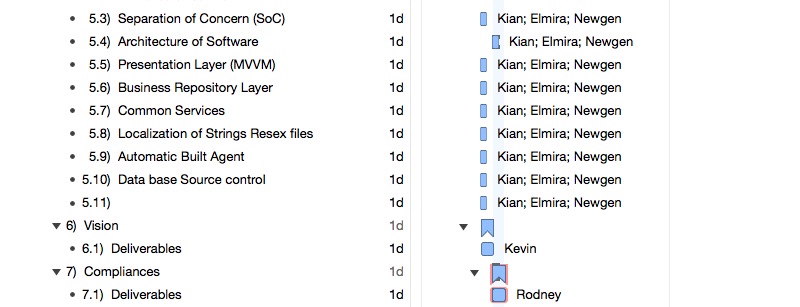 5.3) Separation of Concern (SoC) 1d Kian; Elmira; Newgen
5.4) Architecture of Software 1d Kian; Elmira; Newgen
5.5) Presentation Layer (MVVM) 1d Kian; Elmira; Newgen
5.6) Business Repository Layer 1d Kian; Elmira; Newgen
5.7) Common Services 1d Kian; Elmira; Newgen
5.8) Localization of Strings Resex files 1d Kian; Elmira; Newgen
5.9) Automatic Built Agent 1d Kian; Elmira; Newgen
5.10) Data base Source control 1d Kian; Elmira; Newgen
5.11) 1d Kian; Elmira; Newgen
6) Vision 1d
6.1) Deliverables 1d Kevin
7) Compliances 1d
7.1) Deliverables 1d Rodney